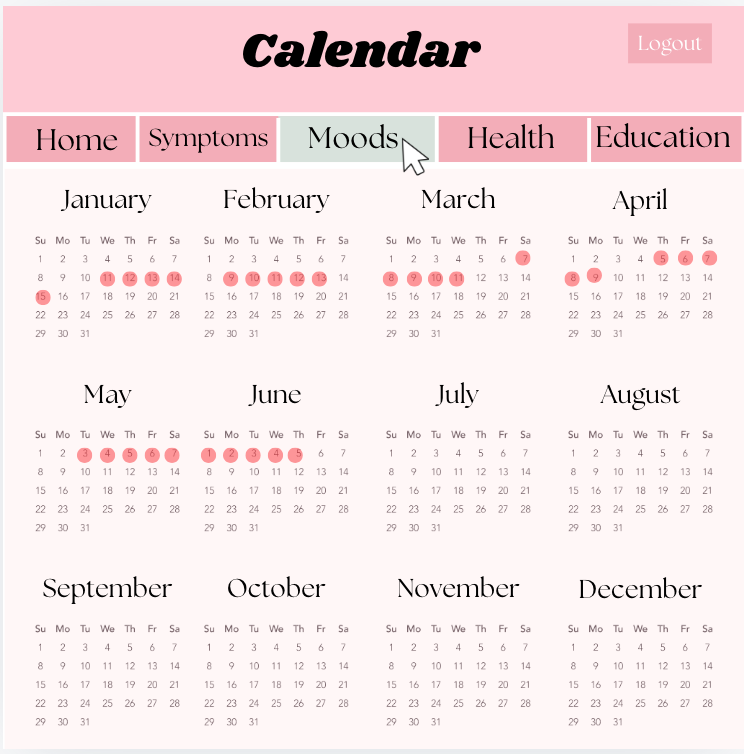 Calendar
Logout
Home Symptoms Moods Health Education
January February March April
Su Mo Tu We Th Fr Sa Su Mo Tu We Th Fr Sa Su Mo Tu We Th Fr Sa Su Mo Tu We Th Fr Sa
1 2 3 4 5 6 7 1 2 3 4 5 6 7 1 2 3 4 5 6 7 1 2 3 4 5 6 7
8 9 10 11 12 13 14 8 9 10 11 12 13 14 8 9 10 11 12 13 14 8 9 10 11 12 13 14
15 16 17 18 19 20 21 15 16 17 18 19 20 21 15 16 17 18 19 20 21 15 16 17 18 19 20 21
22 23 24 25 26 27 28 22 23 24 25 26 27 28 22 23 24 25 26 27 28 22 23 24 25 26 27 28
29 30 31 29 30 31 29 30 31 29 30 31
May June July August
Su Mo Tu We Th Fr Sa Su Mo Tu We Th Fr Sa Su Mo Tu We Th Fr Sa Su Mo Tu We Th Fr Sa
1 2 3 4 5 6 7 1 2 3 4 5 6 7 1 2 3 4 5 6 7 1 2 3 4 5 6 7
8 9 10 11 12 13 14 8 9 10 11 12 13 14 8 9 10 11 12 13 14 8 9 10 11 12 13 14
15 16 17 18 19 20 21 15 16 17 18 19 20 21 15 16 17 18 19 20 21 15 16 17 18 19 20 21
22 23 24 25 26 27 28 22 23 24 25 26 27 28 22 23 24 25 26 27 28 22 23 24 25 26 27 28
29 30 31 29 30 31 29 30 31 29 30 31
September October November December
Su Mo Tu We Th Fr Sa Su Mo Tu We Th Fr Sa Su Mo Tu We Th Fr Sa Su Mo Tu We Th Fr Sa
1 2 3 4 5 6 7 1 2 3 4 5 6 7 1 2 3 4 5 6 7 1 2 3 4 5 6 7
8 9 10 11 12 13 14 8 9 10 11 12 13 14 8 9 10 11 12 13 14 8 9 10 11 12 13 14
15 16 17 18 19 20 21 15 16 17 18 19 20 21 15 16 17 18 19 20 21 15 16 17 18 19 20 21
22 23 24 25 26 27 28 22 23 24 25 26 27 28 22 23 24 25 26 27 28 22 23 24 25 26 27 28
29 30 31 29 30 31 29 30 31 29 30 31